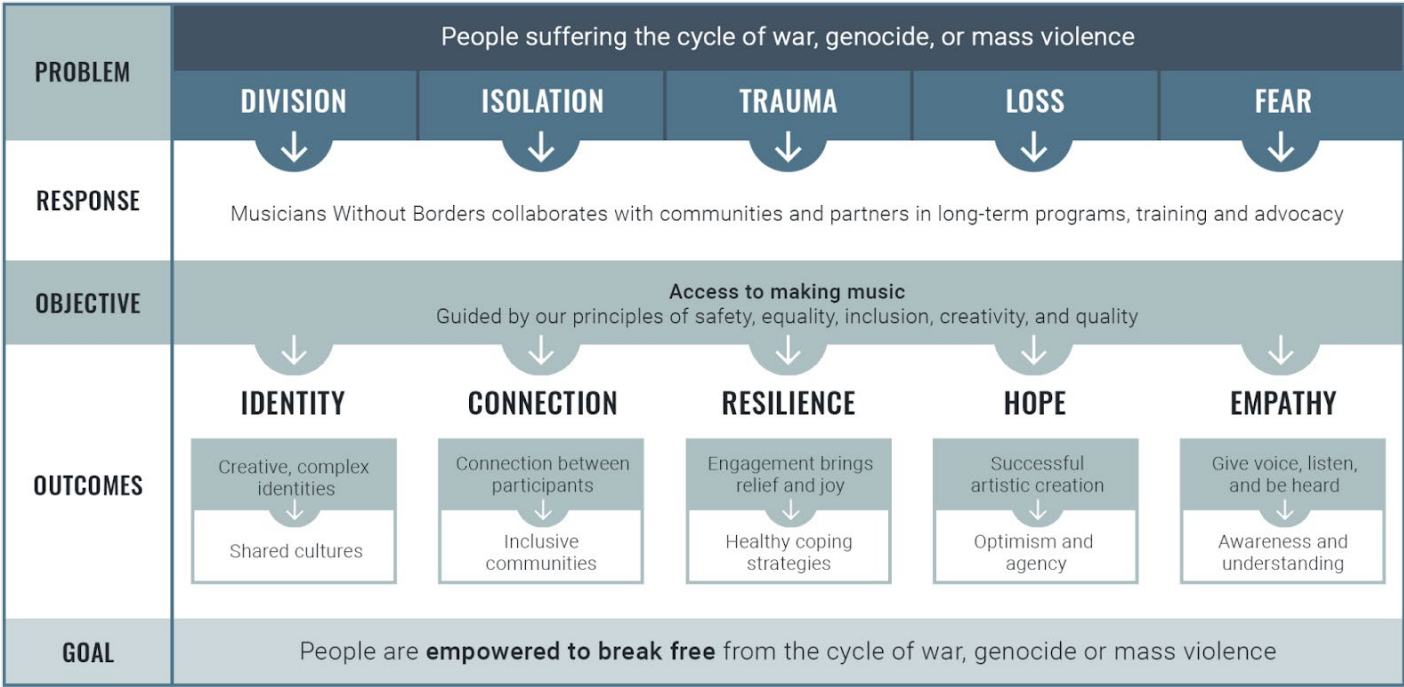 PROBLEM
People suffering the cycle of war, genocide, or mass violence
DIVISION
ISOLATION
TRAUMA
LOSS
FEAR
RESPONSE
Musicians Without Borders collaborates with communities and partners in long-term programs, training and advocacy
OBJECTIVE
Access to making music
Guided by our principles of safety, equality, inclusion, creativity, and quality
OUTCOMES
IDENTITY
Creative, complex
identities
Shared cultures
CONNECTION
Connection between
participants
Inclusive
communities
RESILIENCE
Engagement brings
relief and joy
Healthy coping
strategies
HOPE
Successful
artistic creation
Optimism and
agency
EMPATHY
Give voice, listen,
and be heard
Awareness and
understanding
GOAL
People are empowered to break free from the cycle of war, genocide or mass violence